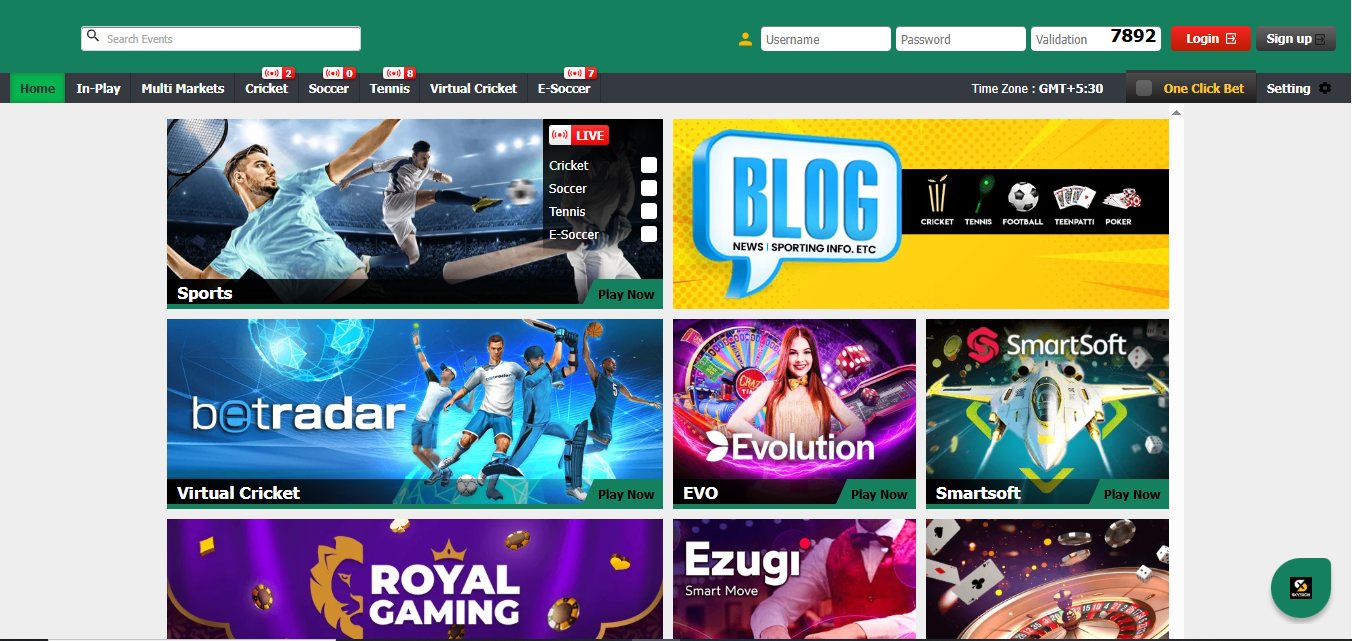 Search Events
Username
Password
Validation
7892
Login
Sign up
2
0
8
7
Home
In-Play
Multi Markets
Cricket
Soccer
Tennis
Virtual Cricket
E-Soccer
Time Zone : GMT+5:30
One Click Bet
Setting
LIVE
Cricket
Soccer
Tennis
E-Soccer
Sports
Play Now
BLOG
NEWS | SPORTING INFO. ETC
CRICKET
TENNIS
FOOTBALL
TEENPATTI
POKER
betradar
Virtual Cricket
Play Now
CRAZY
TIME
Evolution
EVO
Play Now
SmartSoft
Smartsoft
Play Now
ROYAL
GAMING
Ezugi
Smart Move